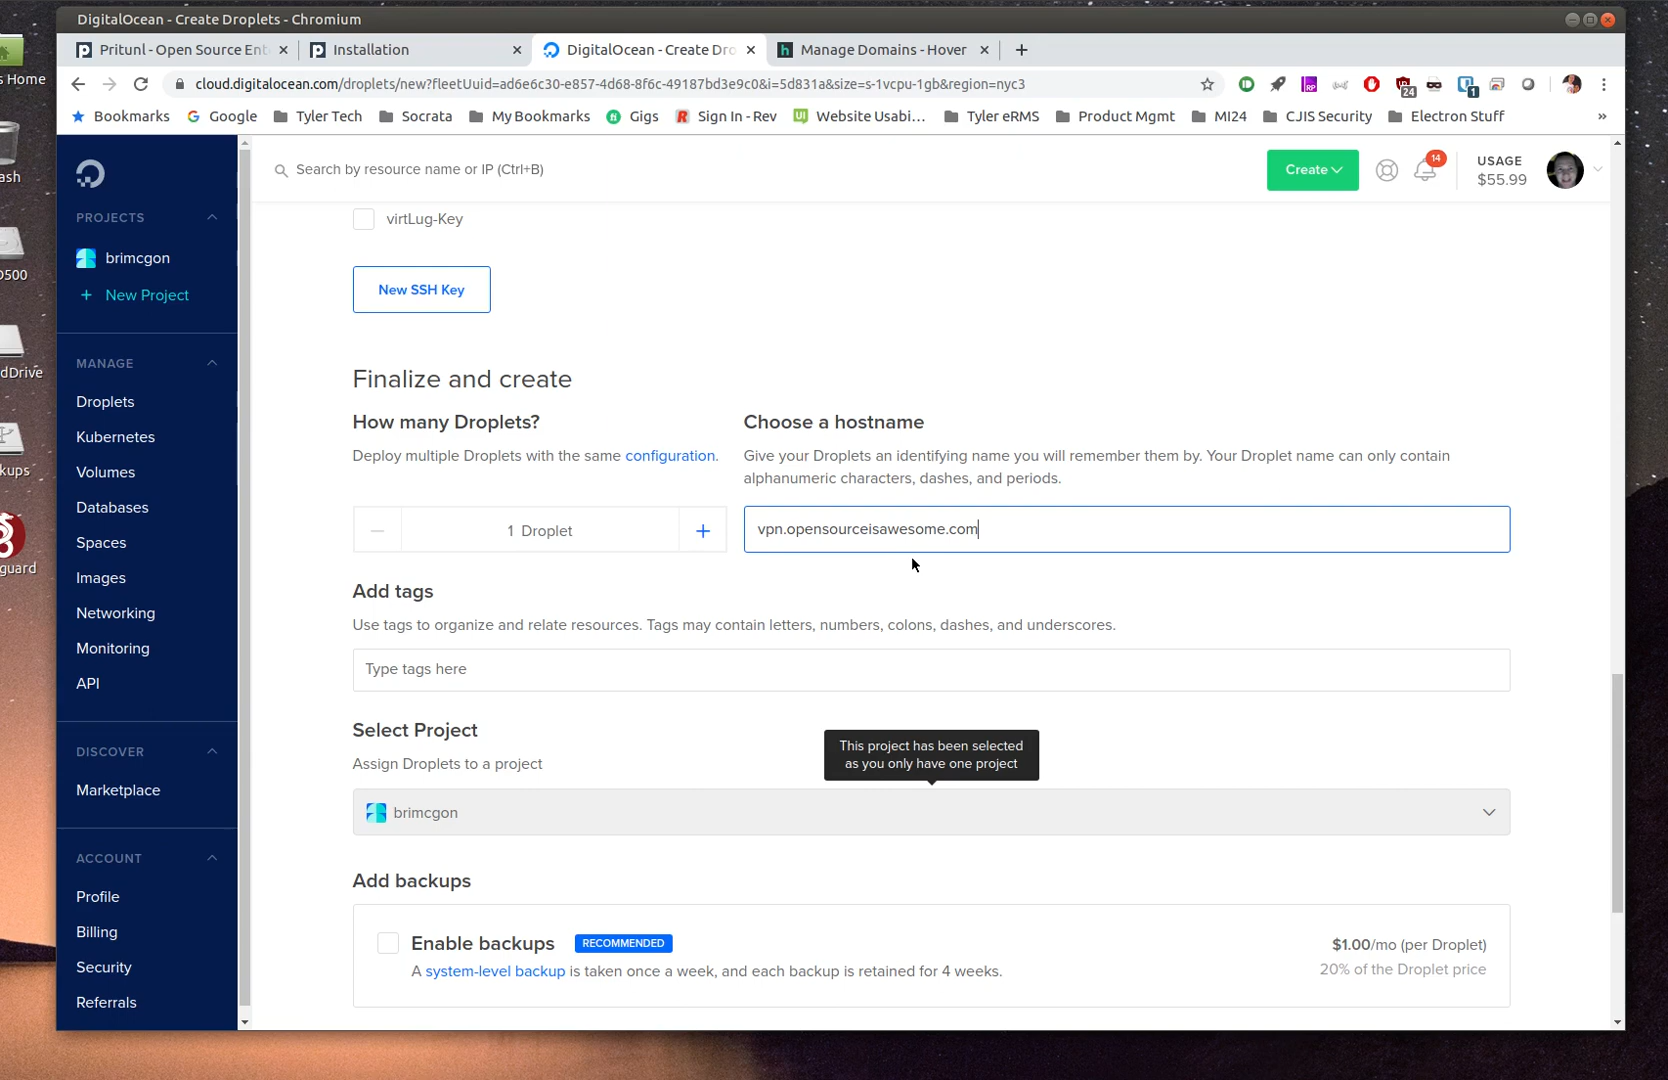 DigitalOcean - Create Droplets - Chromium
Pritunl - Open Source Ent
Installation
DigitalOcean - Create Dro
Manage Domains - Hover
cloud.digitalocean.com/droplets/new?fleetUuid=ad6e6c30-e857-4d68-8f6c-49187bd3e9c0&i=5d831a&size=s-1vcpu-1gb&region=nyc3
24
1
Bookmarks
Google
Tyler Tech
Socrata
My Bookmarks
Gigs
Sign In - Rev
Website Usabi...
Tyler eRMS
Product Mgmt
MI24
CJIS Security
Electron Stuff
»
s Home
ash
0500
dDrive
kups
guard
PROJECTS
brimcgon
+ New Project
MANAGE
Droplets
Kubernetes
Volumes
Databases
Spaces
Images
Networking
Monitoring
API
DISCOVER
Marketplace
ACCOUNT
Profile
Billing
Security
Referrals
Search by resource name or IP (Ctrl+B)
Create
14
USAGE
$55.99
virtLug-Key
New SSH Key
Finalize and create
How many Droplets?
Deploy multiple Droplets with the same configuration.
1 Droplet
Choose a hostname
Give your Droplets an identifying name you will remember them by. Your Droplet name can only contain
alphanumeric characters, dashes, and periods.
vpn.opensourceisawesome.com
Add tags
Use tags to organize and relate resources. Tags may contain letters, numbers, colons, dashes, and underscores.
Type tags here
Select Project
Assign Droplets to a project
This project has been selected
as you only have one project
brimcgon
Add backups
Enable backups
RECOMMENDED
$1.00/mo (per Droplet)
A system-level backup is taken once a week, and each backup is retained for 4 weeks.
20% of the Droplet price